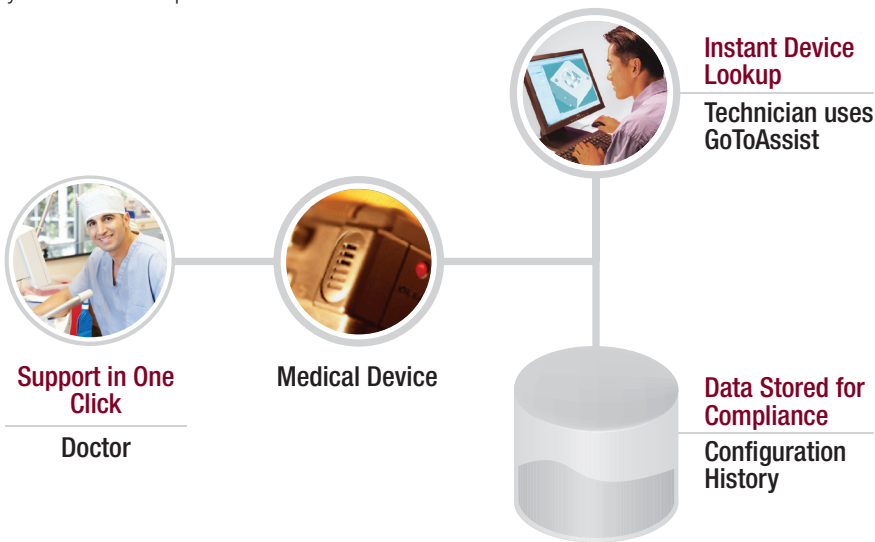 Instant Device
Lookup
Technician uses
GoToAssist
Support in One
Click
Doctor
Medical Device
Data Stored for
Compliance
Configuration
History